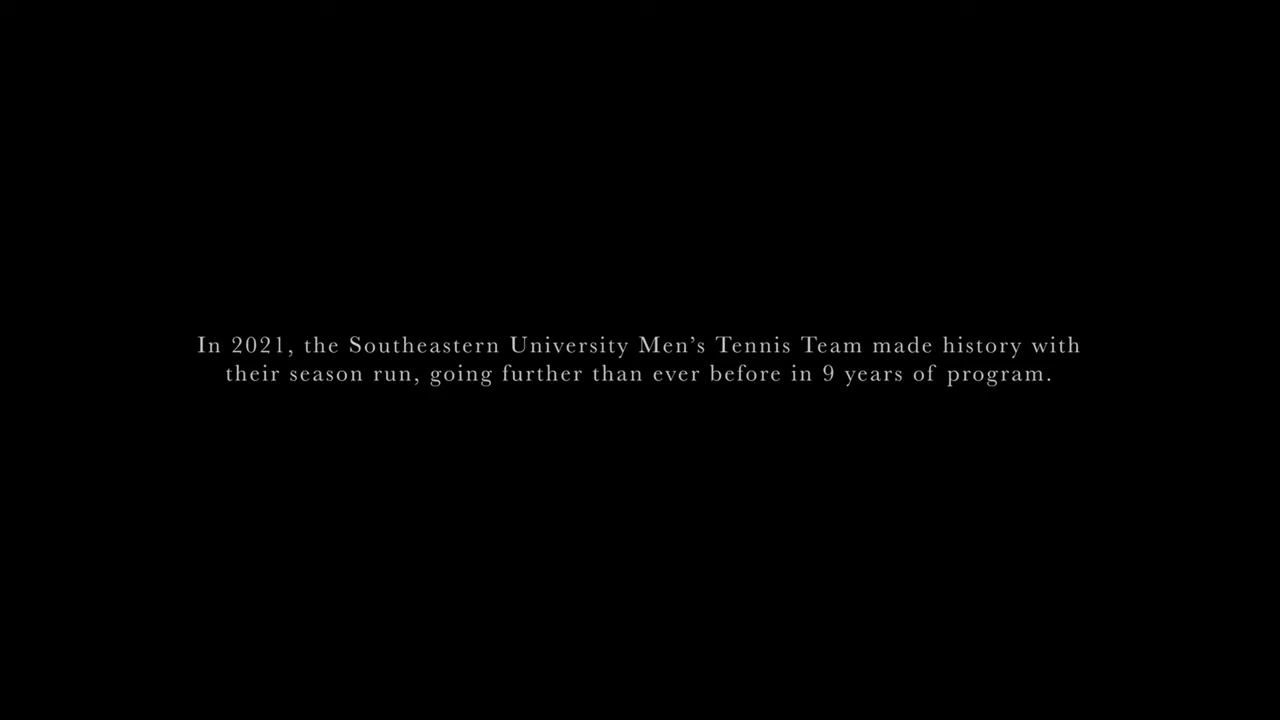 In 2021, the Southeastern University Men’s Tennis Team made history with
their season run, going further than ever before in 9 years of program.